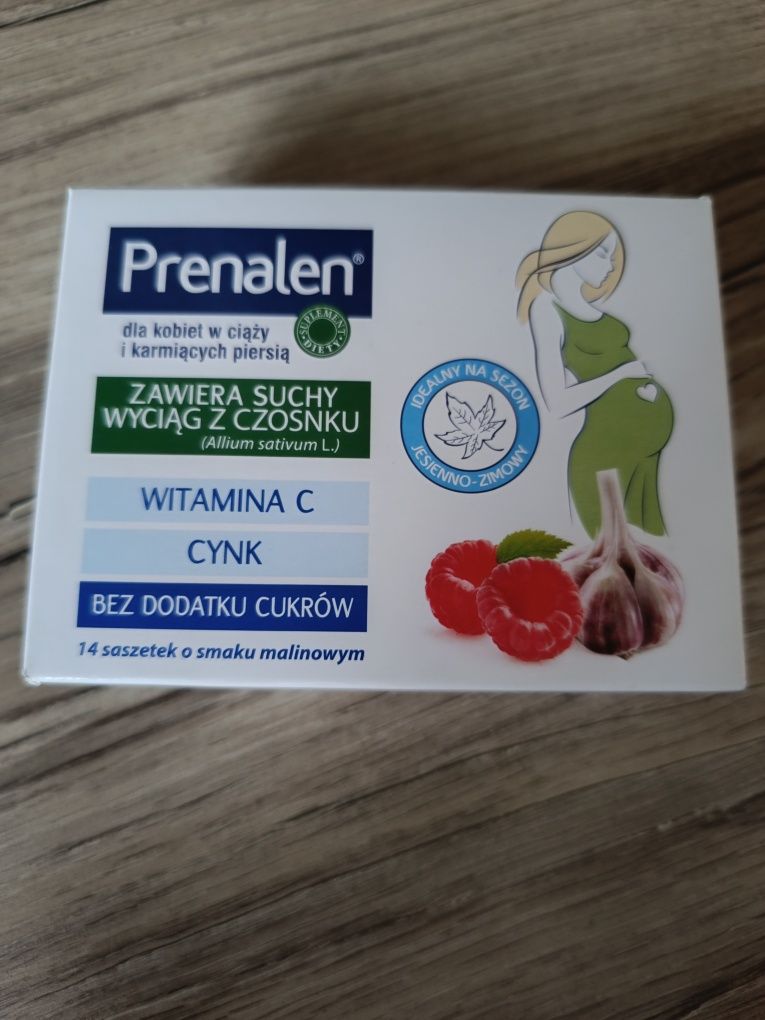 Prenalen®
dla kobiet w ciąży
i karmiących piersią
SUPLEMENT DIETY
ZAWIERA SUCHY
WYCIĄG Z CZOSNKU
(Allium sativum L.)
IDEALNY NA SEZON
JESIENNO-ZIMOWY
WITAMINA C
CYNK
BEZ DODATKU CUKRÓW
14 saszetek o smaku malinowym